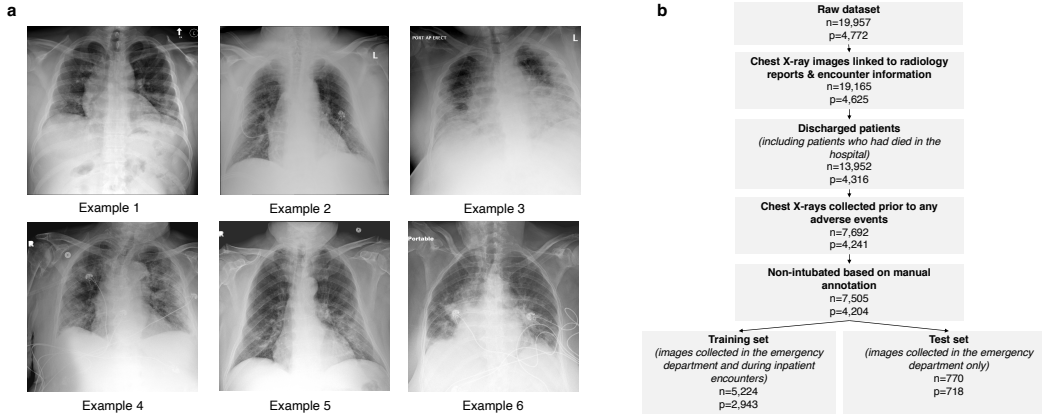 a
PORT AP ERECT
L
L
Example 1
Example 2
Example 3
R
R
Portable
Example 4
Example 5
Example 6
b
Raw dataset
n=19,957
p=4,772
Chest X-ray images linked to radiology
reports & encounter information
n=19,165
p=4,625
Discharged patients
(including patients who had died in the
hospital)
n=13,952
p=4,316
Chest X-rays collected prior to any
adverse events
n=7,692
p=4,241
Non-intubated based on manual
annotation
n=7,505
p=4,204
Training set
(images collected in the emergency
department and during inpatient
encounters)
n=5,224
p=2,943
Test set
(images collected in the emergency
department only)
n=770
p=718